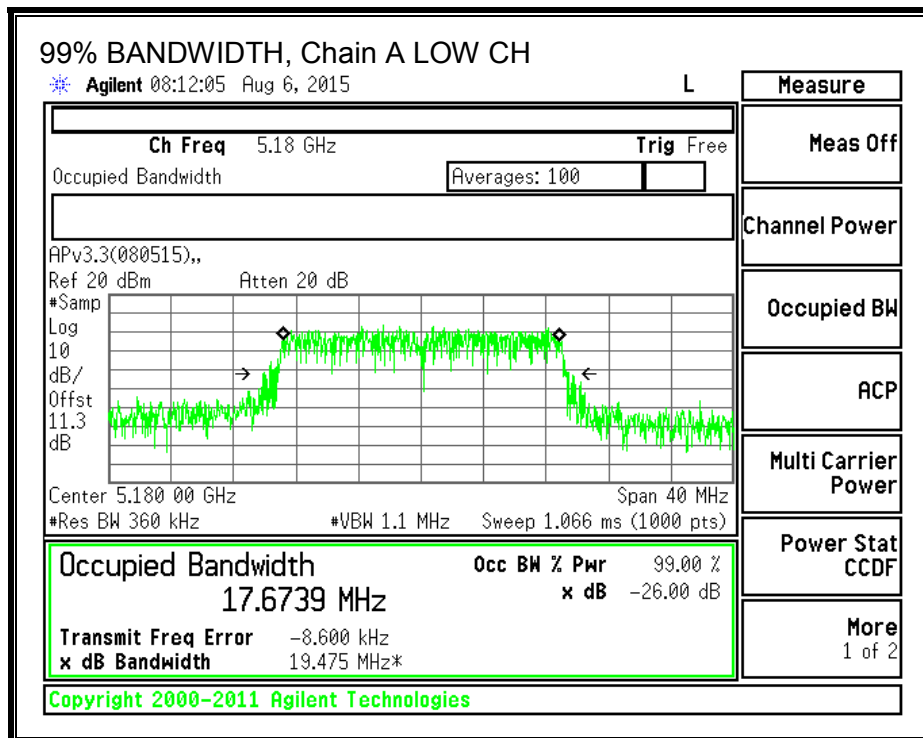 99% BANDWIDTH, Chain A LOW CH
Agilent 08:12:05 Aug 6, 2015 L
Measure
Ch Freq 5.18 GHz Trig Free
Meas Off
Occupied Bandwidth Averages: 100
Channel Power
APv3.3(080515),,
Ref 20 dBm Atten 20 dB
#Samp
Log
10
dB/
Offst
11.3
dB
Occupied BW
ACP
Center 5.180 00 GHz Span 40 MHz
#Res BW 360 kHz #VBW 1.1 MHz Sweep 1.066 ms (1000 pts)
Multi Carrier
Power
Occupied Bandwidth Occ BW % Pwr 99.00 %
17.6739 MHz x dB -26.00 dB
Transmit Freq Error -8.600 kHz
x dB Bandwidth 19.475 MHz*
Power Stat
CCDF
More
1 of 2
Copyright 2000-2011 Agilent Technologies